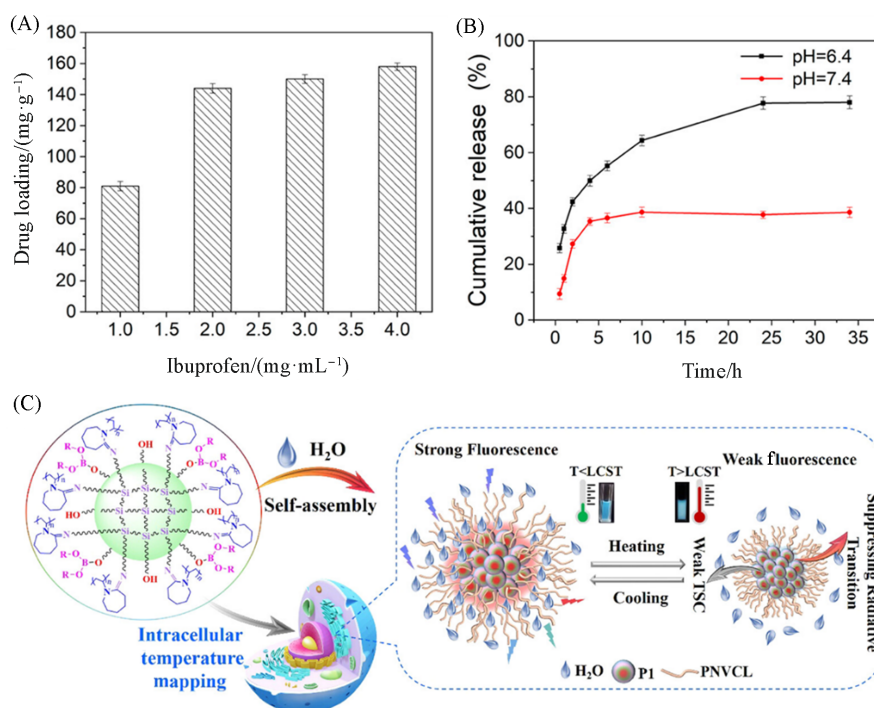 (A)
Drug loading/(mg·g⁻¹)
180
160
140
120
100
80
60
40
20
0
1.0 1.5 2.0 2.5 3.0 3.5 4.0
Ibuprofen/(mg·mL⁻¹)
(B)
Cumulative release (%)
100
80
60
40
20
0
pH=6.4
pH=7.4
0 5 10 15 20 25 30 35
Time/h
(C)
H₂O
Self-assembly
Intracellular
temperature
mapping
Strong Fluorescence
T<LCST
T>LCST
Weak fluorescence
Heating
Cooling
Weak TSC
Suppressing Radiative
Transition
H₂O P1 PNVCL